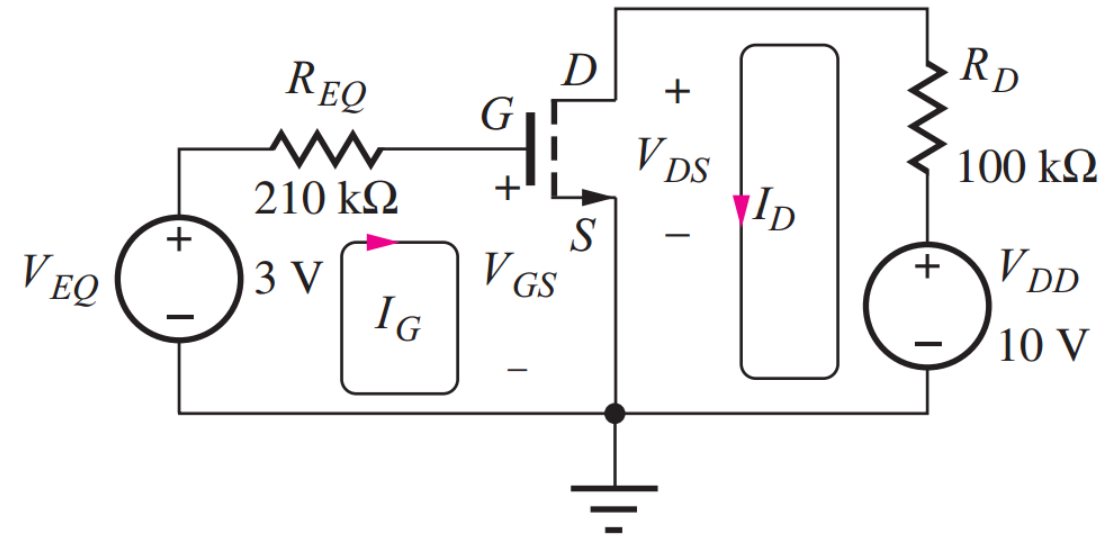 R_EQ
210 kΩ
V_EQ
+
−
3 V
I_G
G
D
S
+
V_GS
−
+
V_DS
−
I_D
R_D
100 kΩ
+
−
V_DD
10 V